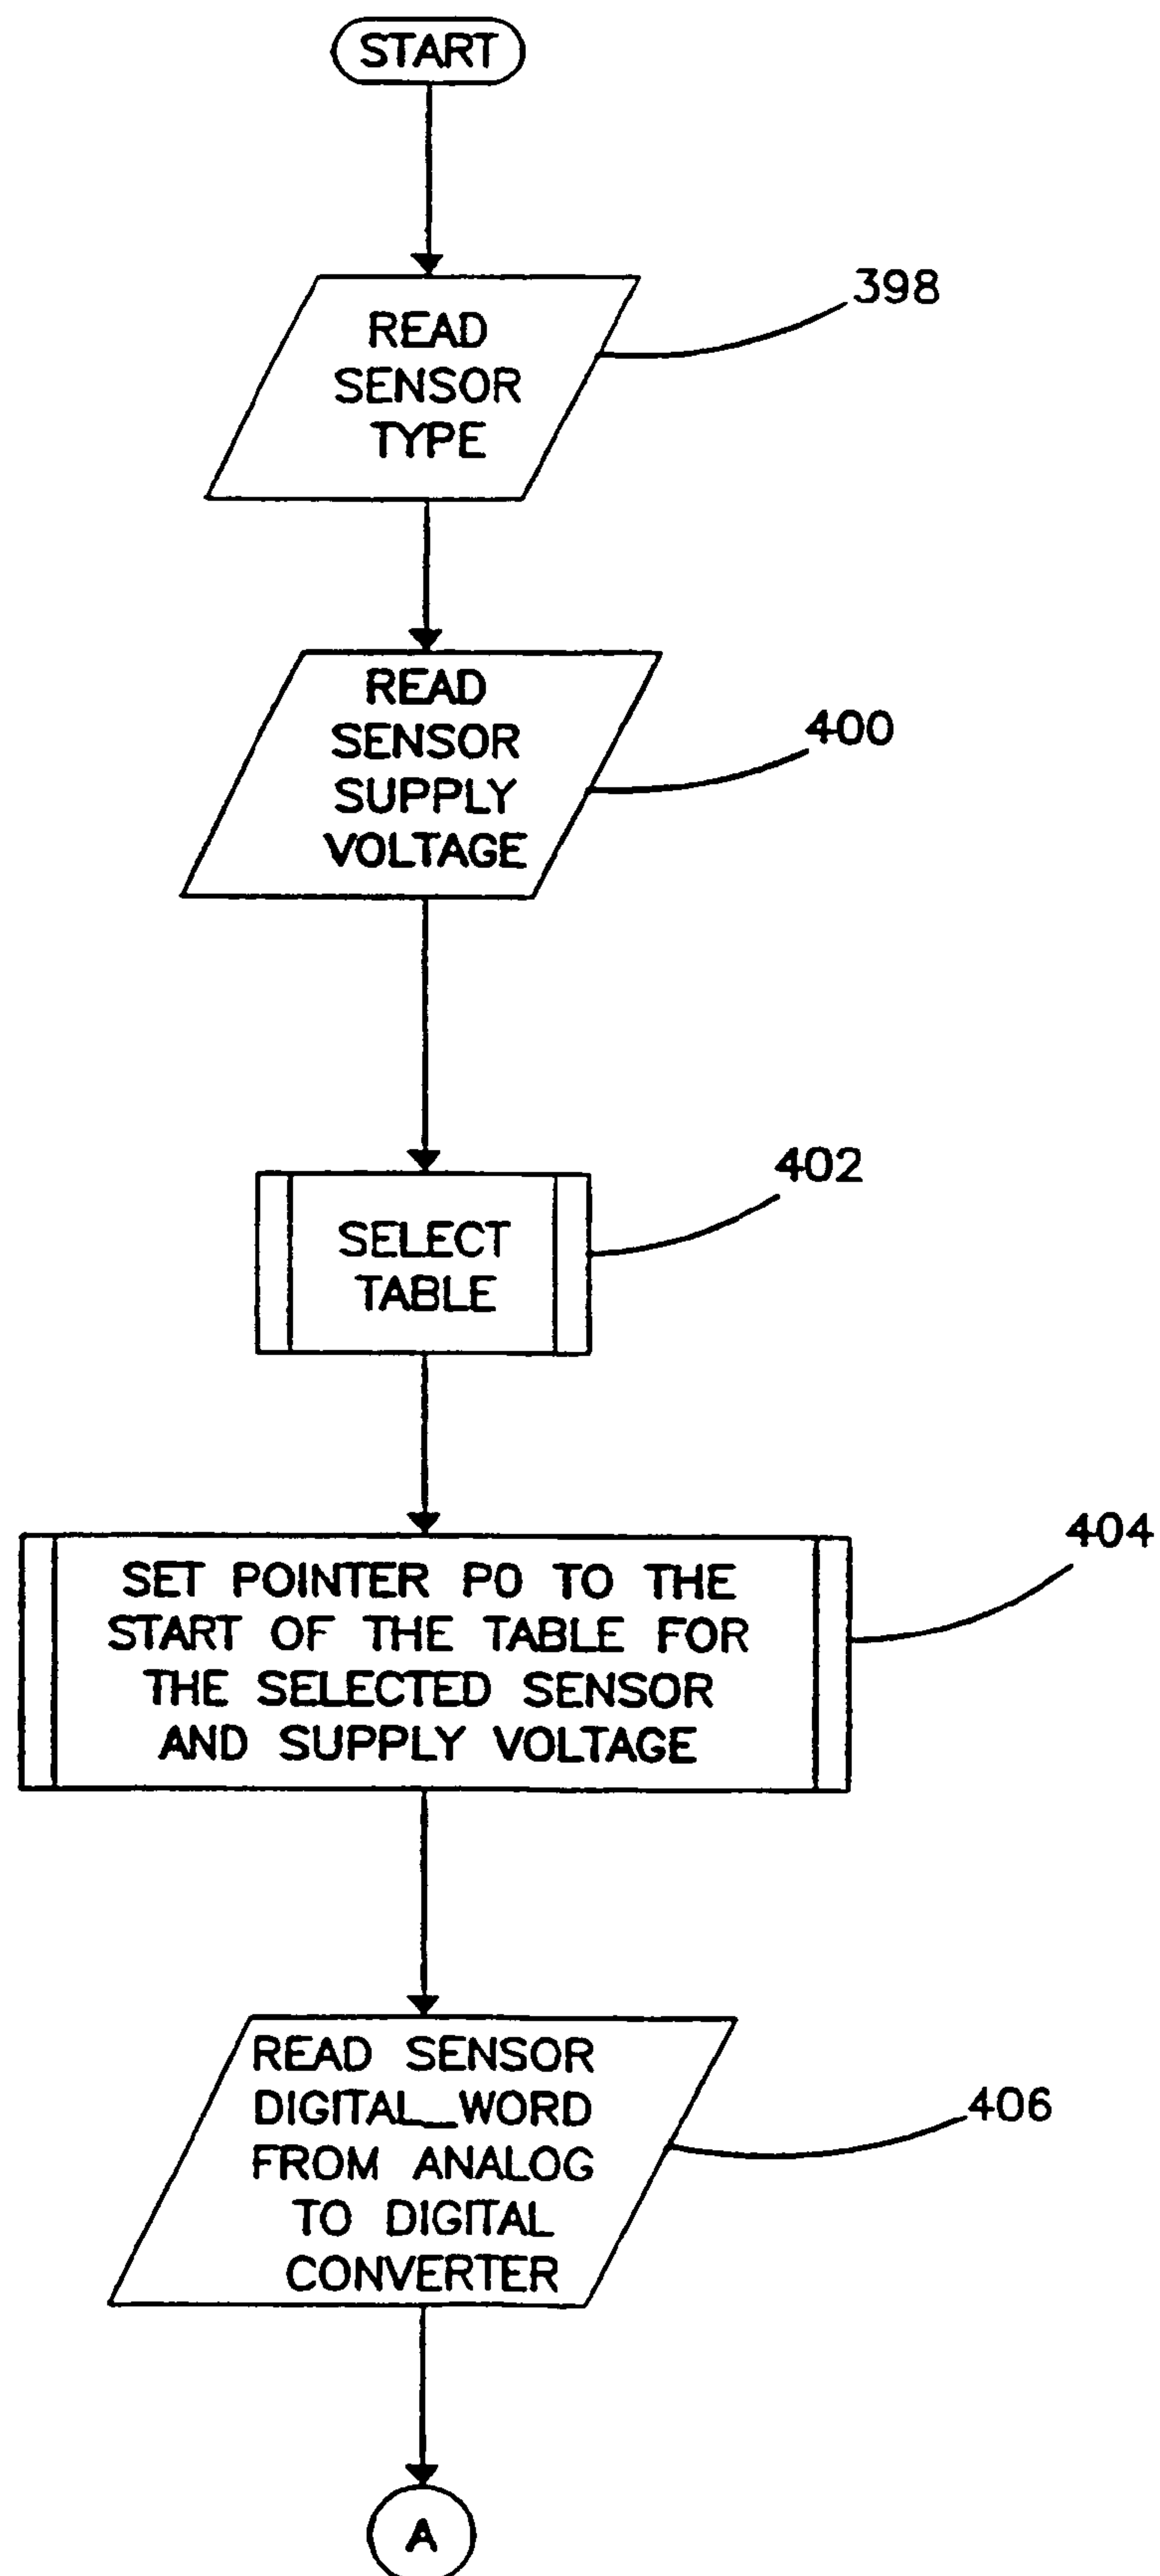 START
398
READ
SENSOR
TYPE
400
READ
SENSOR
SUPPLY
VOLTAGE
402
SELECT
TABLE
404
SET POINTER P0 TO THE
START OF THE TABLE FOR
THE SELECTED SENSOR
AND SUPPLY VOLTAGE
406
READ SENSOR
DIGITAL_WORD
FROM ANALOG
TO DIGITAL
CONVERTER
A